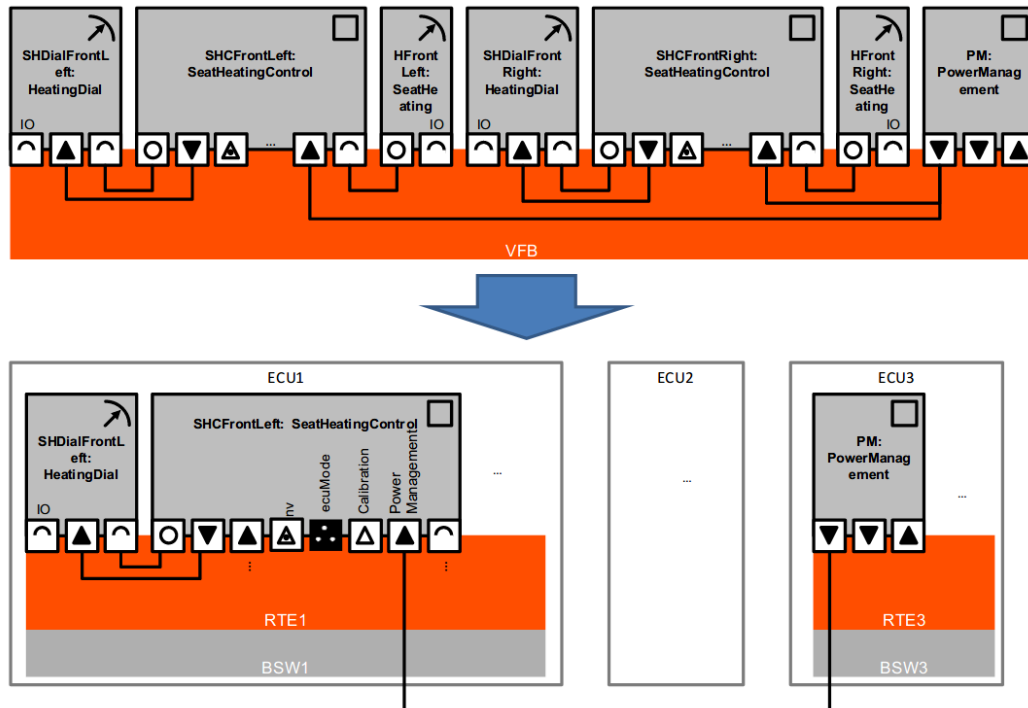 SHDialFrontL
eft:
HeatingDial
IO
SHCFrontLeft:
SeatHeatingControl
...
HFront
Left:
SeatHe
ating
IO
SHDialFront
Right:
HeatingDial
IO
SHCFrontRight:
SeatHeatingControl
...
HFront
Right:
SeatHe
ating
IO
PM:
PowerManag
ement
VFB
ECU1
SHDialFrontL
eft:
HeatingDial
IO
SHCFrontLeft: SeatHeatingControl
nv
ecuMode
Calibration
Power
Management
...
...
...
RTE1
BSW1
ECU2
...
ECU3
PM:
PowerManag
ement
...
RTE3
BSW3